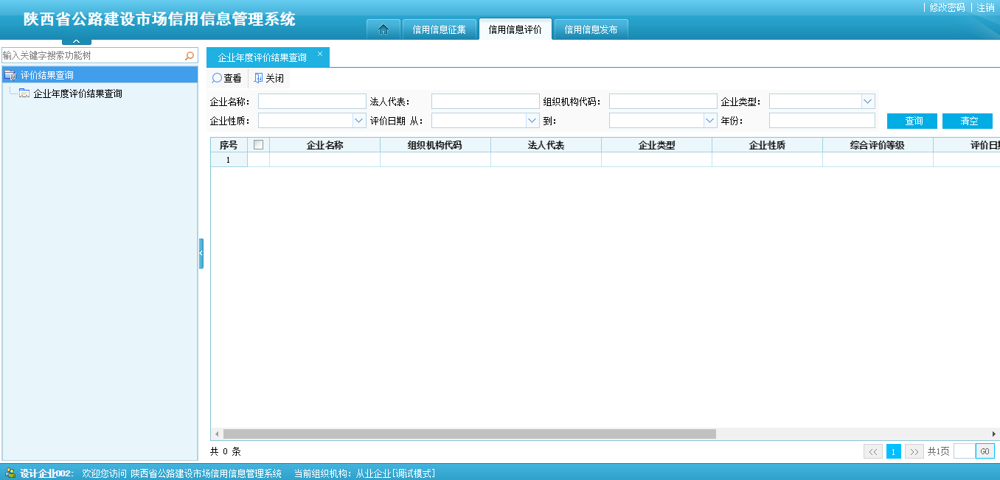 修改密码 注销
陕西省公路建设市场信用信息管理系统
信用信息征集 信用信息评价 信用信息发布
输入关键字搜索功能树
评价结果查询
企业年度评价结果查询
企业年度评价结果查询
查看 关闭
企业名称： 法人代表： 组织机构代码： 企业类型：
企业性质： 评价日期 从： 到： 年份： 查询 清空
序号 企业名称 组织机构代码 法人代表 企业类型 企业性质 综合评价等级 评价日
1
共 0 条 << 1 >> 共1页 GO
设计企业002： 欢迎您访问 陕西省公路建设市场信用信息管理系统 当前组织机构：从业企业[调试模式]